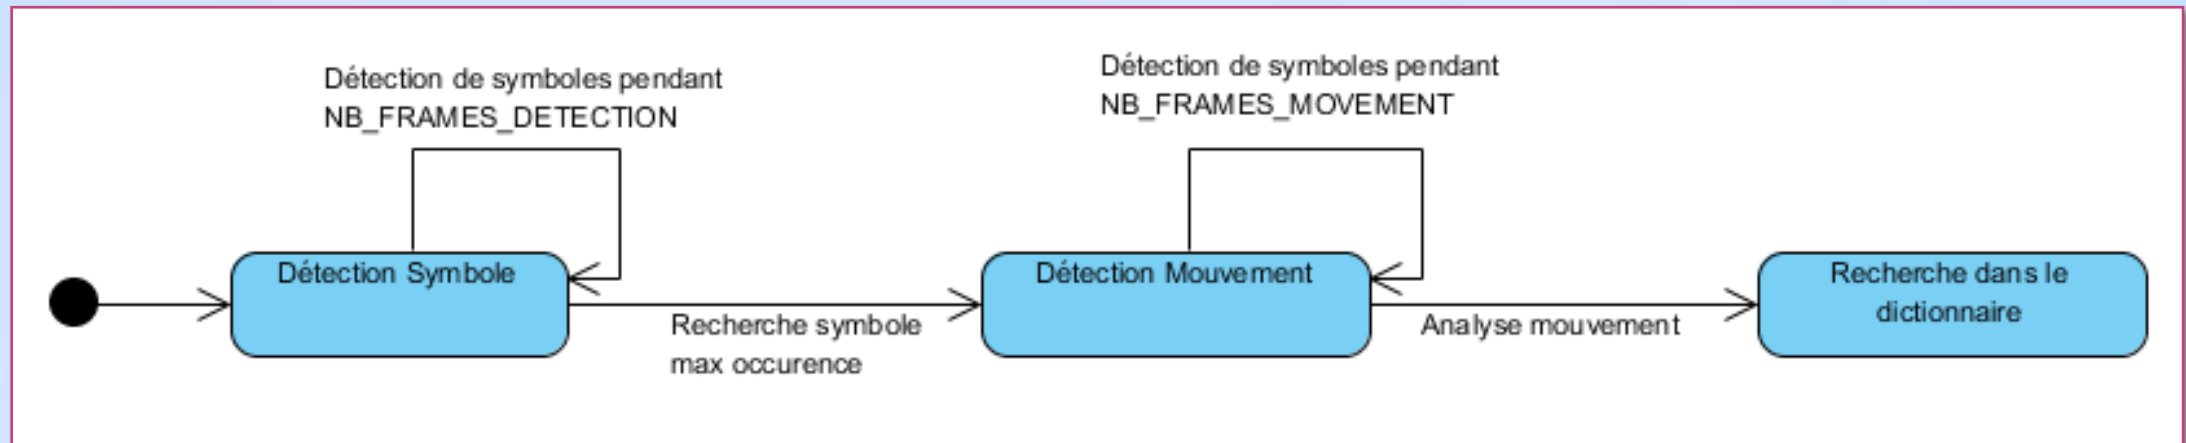 Détection de symboles pendant
NB_FRAMES_DETECTION
Détection de symboles pendant
NB_FRAMES_MOVEMENT
Détection Symbole
Recherche symbole
max occurence
Détection Mouvement
Analyse mouvement
Recherche dans le
dictionnaire